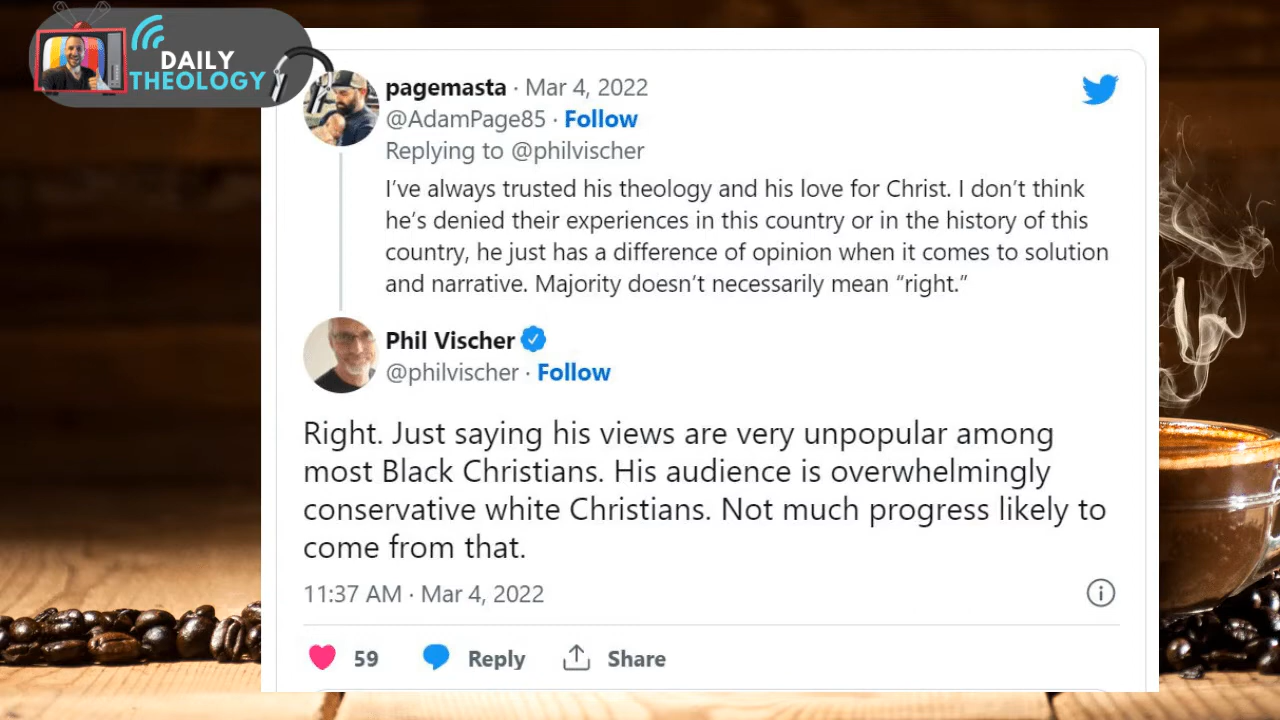 DAILY
THEOLOGY
pagemasta · Mar 4, 2022
@AdamPage85 · Follow
Replying to @philvischer
I've always trusted his theology and his love for Christ. I don't think
he's denied their experiences in this country or in the history of this
country, he just has a difference of opinion when it comes to solution
and narrative. Majority doesn't necessarily mean “right.”
Phil Vischer
@philvischer · Follow
Right. Just saying his views are very unpopular among
most Black Christians. His audience is overwhelmingly
conservative white Christians. Not much progress likely to
come from that.
11:37 AM · Mar 4, 2022
59 Reply Share